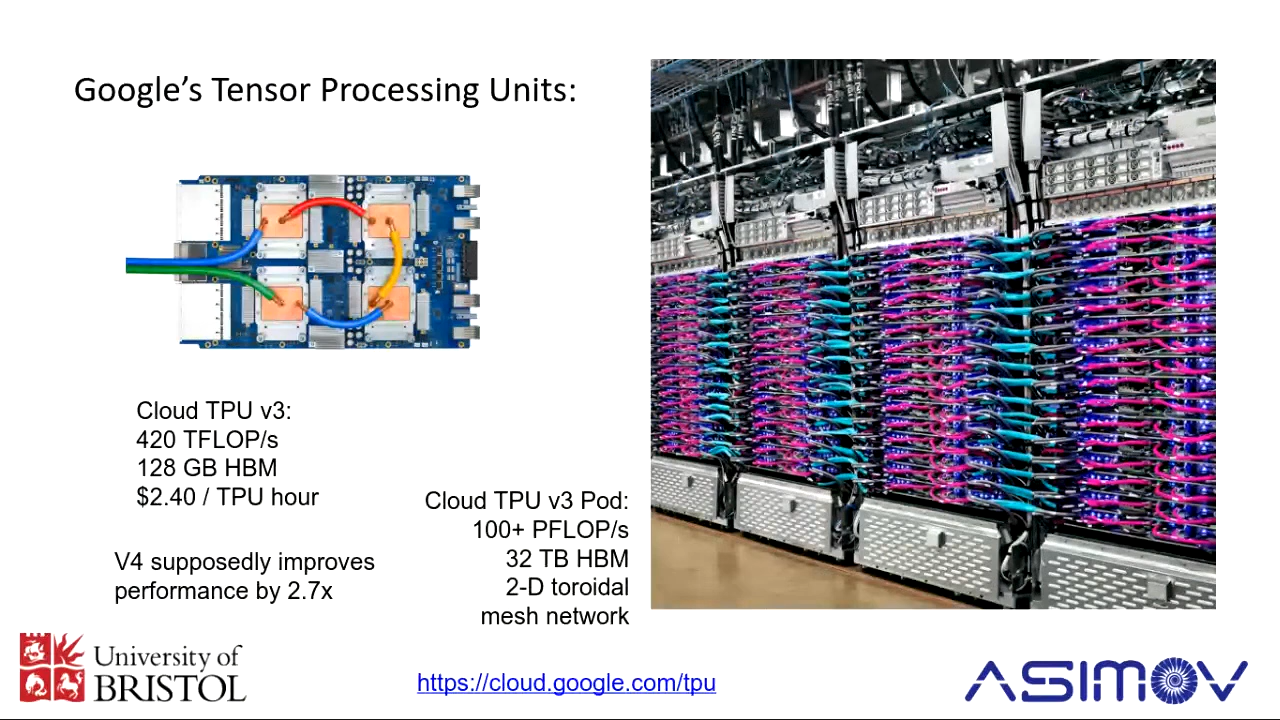 Google’s Tensor Processing Units:
Cloud TPU v3:
420 TFLOP/s
128 GB HBM
$2.40 / TPU hour
Cloud TPU v3 Pod:
100+ PFLOP/s
32 TB HBM
2-D toroidal
mesh network
V4 supposedly improves
performance by 2.7x
University of
BRISTOL
https://cloud.google.com/tpu
ASIMOV